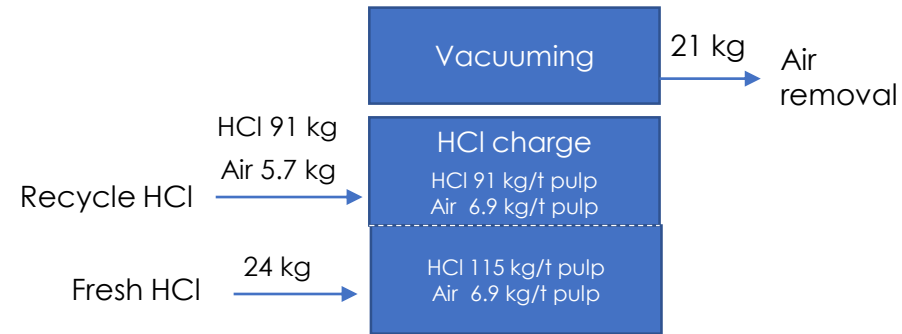 Vacuuming
21 kg
Air
removal
HCl 91 kg
Air 5.7 kg
Recycle HCl
HCl charge
HCl 91 kg/t pulp
Air 6.9 kg/t pulp
24 kg
Fresh HCl
HCl 115 kg/t pulp
Air 6.9 kg/t pulp